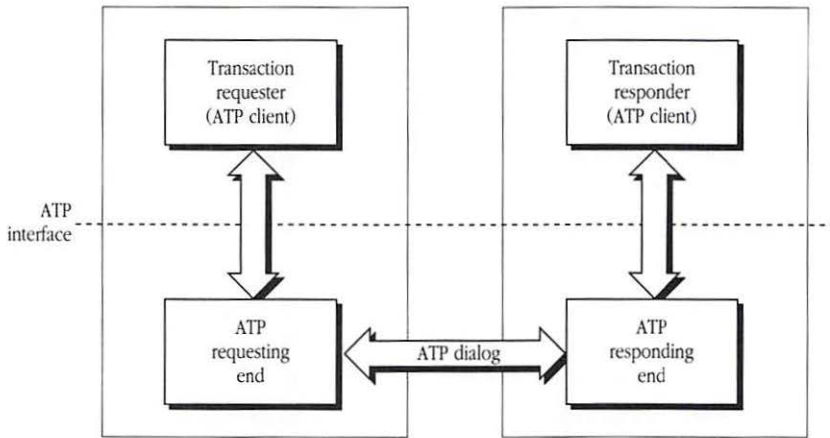 Transaction
requester
(ATP client)
Transaction
responder
(ATP client)
ATP
interface
ATP
requesting
end
ATP dialog
ATP
responding
end